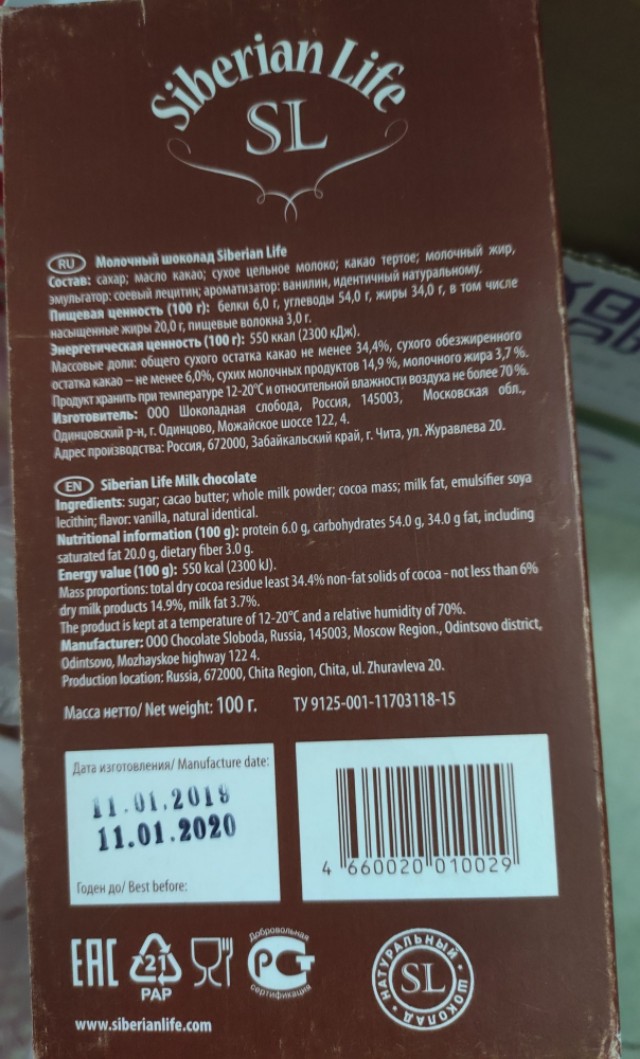 Siberian Life
SL
RU Молочный шоколад Siberian Life
Состав: сахар; масло какао; сухое цельное молоко; какао тертое; молочный жир,
эмульгатор: соевый лецитин; ароматизатор: ванилин, идентичный натуральному.
Пищевая ценность (100 г): белки 6,0 г, углеводы 54,0 г, жиры 34,0 г, в том числе
насыщенные жиры 20,0 г, пищевые волокна 3,0 г.
Энергетическая ценность (100 г): 550 ккал (2300 кДж).
Массовые доли: общего сухого остатка какао не менее 34,4%, сухого обезжиренного
остатка какао – не менее 6,0%, сухих молочных продуктов 14,9 %, молочного жира 3,7 %.
Продукт хранить при температуре 12-20°С и относительной влажности воздуха не более 70 %.
Изготовитель: ООО Шоколадная слобода, Россия, 145003, Московская обл.,
Одинцовский р-н, г. Одинцово, Можайское шоссе 122, 4.
Адрес производства: Россия, 672000, Забайкальский край, г. Чита, ул. Журавлева 20.
EN Siberian Life Milk chocolate
Ingredients: sugar; cacao butter; whole milk powder; cocoa mass; milk fat, emulsifier soya
lecithin; flavor: vanilla, natural identical.
Nutritional information (100 g): protein 6.0 g, carbohydrates 54.0 g, 34.0 g fat, including
saturated fat 20.0 g, dietary fiber 3.0 g.
Energy value (100 g): 550 kcal (2300 kJ).
Mass proportions: total dry cocoa residue least 34.4% non-fat solids of cocoa - not less than 6%
dry milk products 14.9%, milk fat 3.7%.
The product is kept at a temperature of 12-20°C and a relative humidity of 70%.
Manufacturer: OOO Chocolate Sloboda, Russia, 145003, Moscow Region., Odintsovo district,
Odintsovo, Mozhayskoe highway 122 4.
Production location: Russia, 672000, Chita Region, Chita, ul. Zhuravleva 20.
Масса нетто/ Net weight: 100 г. ТУ 9125-001-11703118-15
Дата изготовления/ Manufacture date:
11.01.2019
11.01.2020
Годен до/ Best before:
4 660020 010029
EAC 21 PAP
Добровольная
РСТ
сертификация
НАТУРАЛЬНЫЙ
SL
ШОКОЛАД
www.siberianlife.com